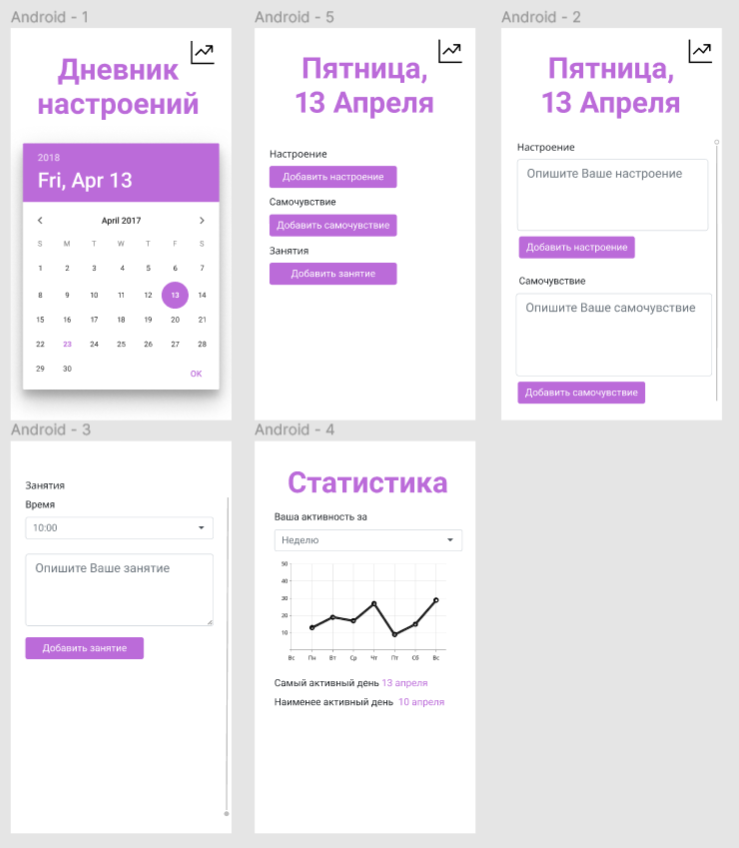 Android - 1
Дневник
настроений
2018
Fri, Apr 13
April 2017
S M T W T F S
1 2 3 4 5 6 7
8 9 10 11 12 13 14
15 16 17 18 19 20 21
22 23 24 25 26 27 28
29 30
OK
Android - 5
Пятница,
13 Апреля
Настроение
Добавить настроение
Самочувствие
Добавить самочувствие
Занятия
Добавить занятие
Android - 2
Пятница,
13 Апреля
Настроение
Опишите Ваше настроение
Добавить настроение
Самочувствие
Опишите Ваше самочувствие
Добавить самочувствие
Android - 3
Занятия
Время
10:00
Опишите Ваше занятие
Добавить занятие
Android - 4
Статистика
Ваша активность за
Неделю
50
40
30
20
10
Вс Пн Вт Ср Чт Пт Сб Вс
Самый активный день 13 апреля
Наименее активный день 10 апреля